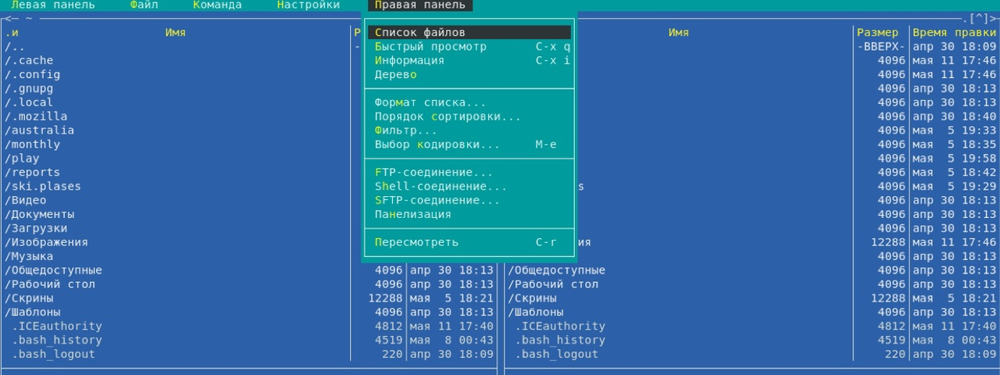 Левая панель Файл Команда Настройки Правая панель
<─ ~ .[^]>
.и Имя Р Список файлов Имя Размер Время правки
/.. - Быстрый просмотр C-x q -ВВЕРХ- апр 30 18:09
/.cache Информация C-x i 4096 мая 11 17:46
/.config Дерево 4096 мая 11 17:46
/.gnupg 4096 апр 30 18:13
/.local Формат списка... 4096 апр 30 18:13
/.mozilla Порядок сортировки... 4096 апр 30 18:40
/australia Фильтр... 4096 мая 5 19:33
/monthly Выбор кодировки... M-e 4096 мая 5 18:35
/play 4096 мая 5 19:58
/reports FTP-соединение... 4096 мая 5 18:42
/ski.plases Shell-соединение... s 4096 мая 5 19:29
/Видео SFTP-соединение... 4096 апр 30 18:13
/Документы Панелизация 4096 апр 30 18:13
/Загрузки 4096 апр 30 18:13
/Изображения Пересмотреть C-r ия 12288 мая 11 17:46
/Музыка 4096 апр 30 18:13
/Общедоступные 4096 апр 30 18:13 /Общедоступные 4096 апр 30 18:13
/Рабочий стол 4096 апр 30 18:13 /Рабочий стол 4096 апр 30 18:13
/Скрины 12288 мая 5 18:21 /Скрины 12288 мая 5 18:21
/Шаблоны 4096 апр 30 18:13 /Шаблоны 4096 апр 30 18:13
.ICEauthority 4812 мая 11 17:40 .ICEauthority 4812 мая 11 17:40
.bash_history 4519 мая 8 00:43 .bash_history 4519 мая 8 00:43
.bash_logout 220 апр 30 18:09 .bash_logout 220 апр 30 18:09